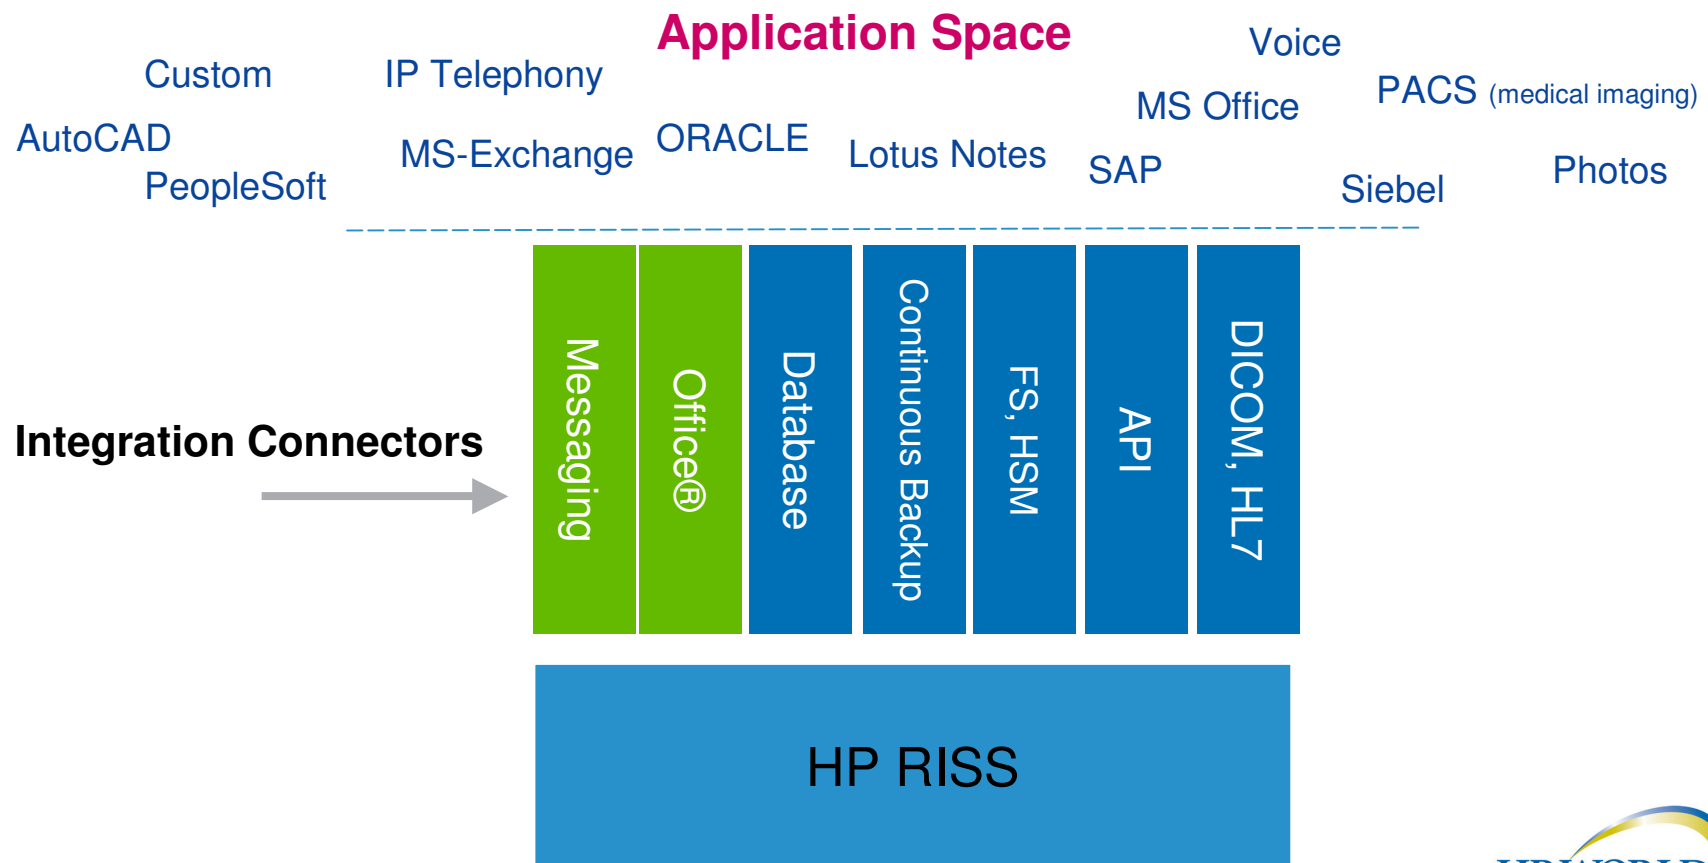 Application Space
Voice
Custom
IP Telephony
MS Office
PACS (medical imaging)
AutoCAD
MS-Exchange
ORACLE
Lotus Notes
SAP
Photos
PeopleSoft
Siebel
Integration Connectors
Messaging
Office®
Database
Continuous Backup
FS, HSM
API
DICOM, HL7
HP RISS